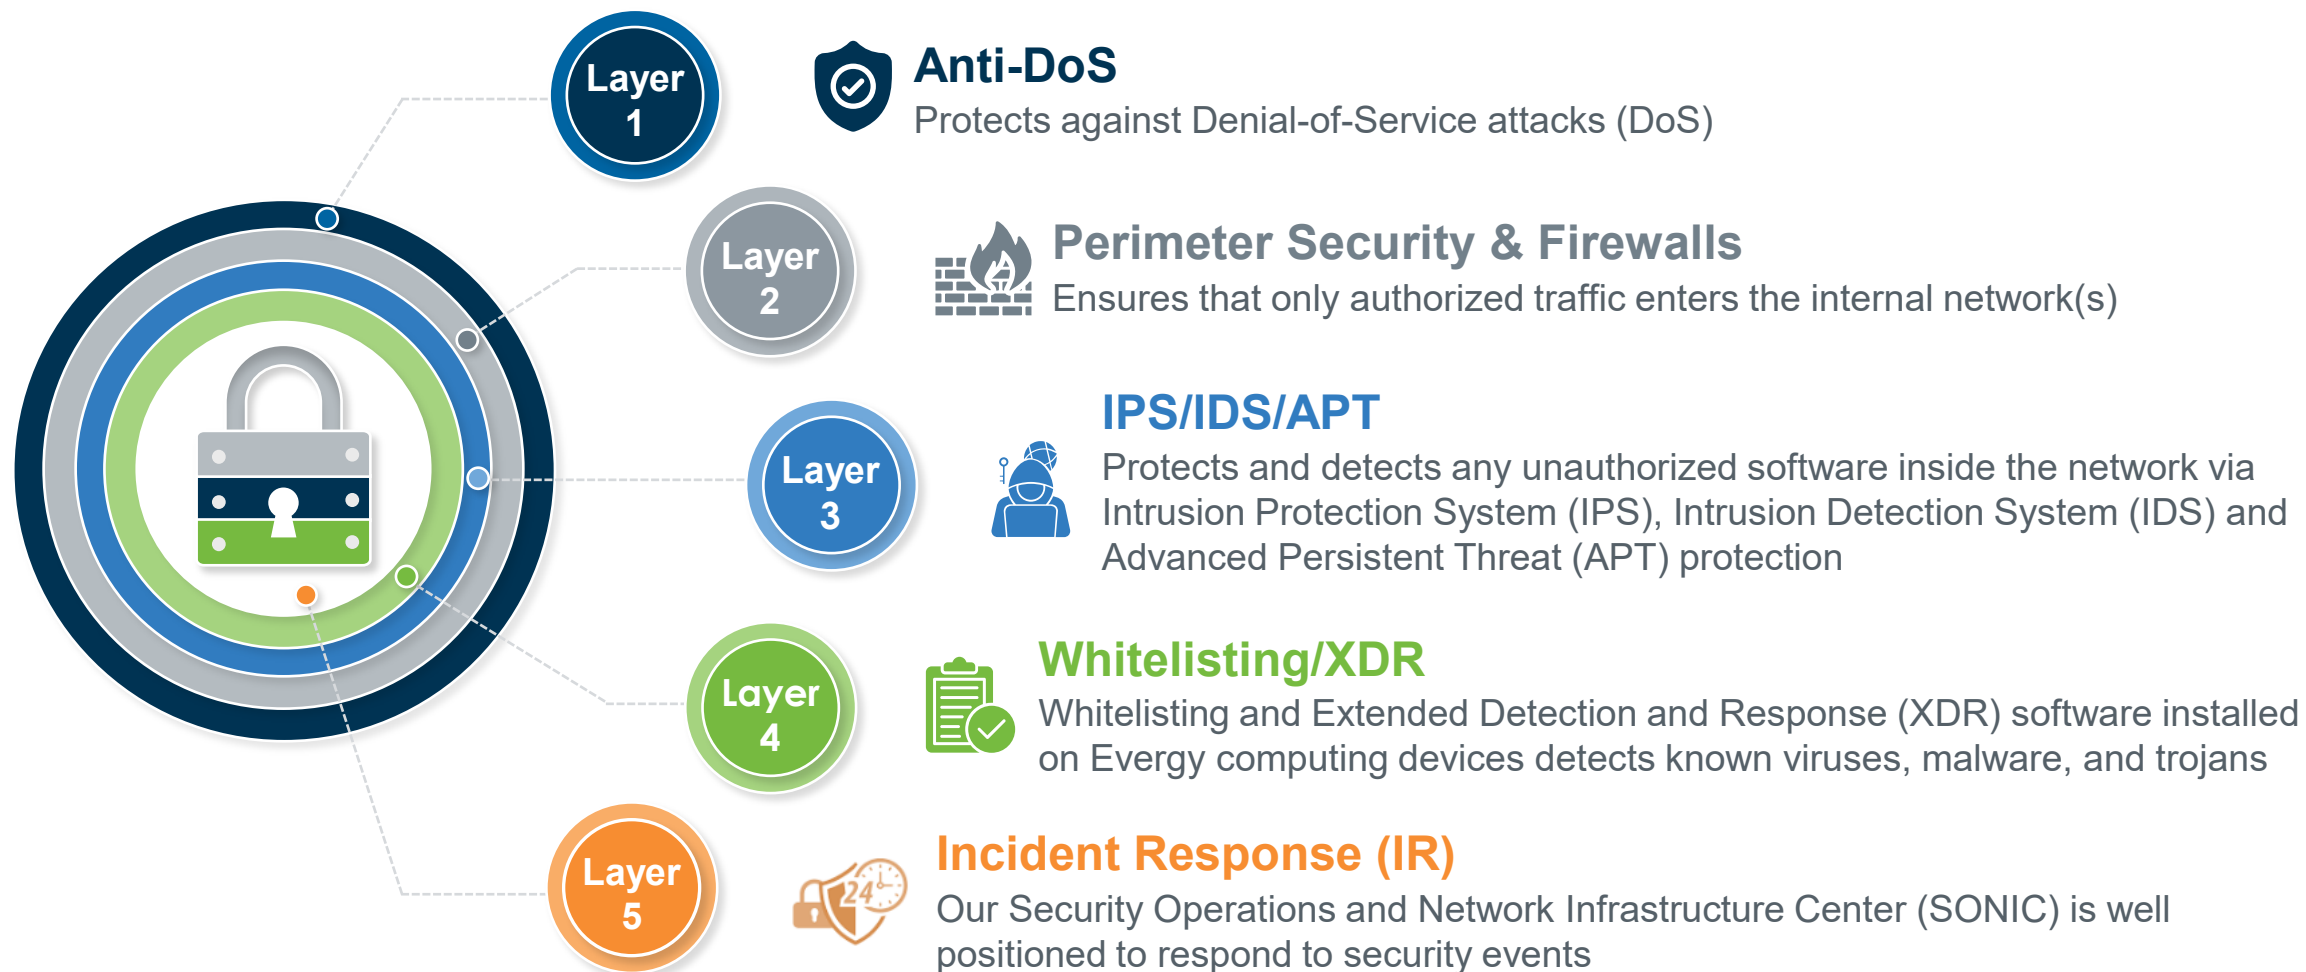 Layer
1
Anti-DoS
Protects against Denial-of-Service attacks (DoS)
Layer
2
Perimeter Security & Firewalls
Ensures that only authorized traffic enters the internal network(s)
Layer
3
IPS/IDS/APT
Protects and detects any unauthorized software inside the network via
Intrusion Protection System (IPS), Intrusion Detection System (IDS) and
Advanced Persistent Threat (APT) protection
Layer
4
Whitelisting/XDR
Whitelisting and Extended Detection and Response (XDR) software installed
on Evergy computing devices detects known viruses, malware, and trojans
Layer
5
24
Incident Response (IR)
Our Security Operations and Network Infrastructure Center (SONIC) is well
positioned to respond to security events